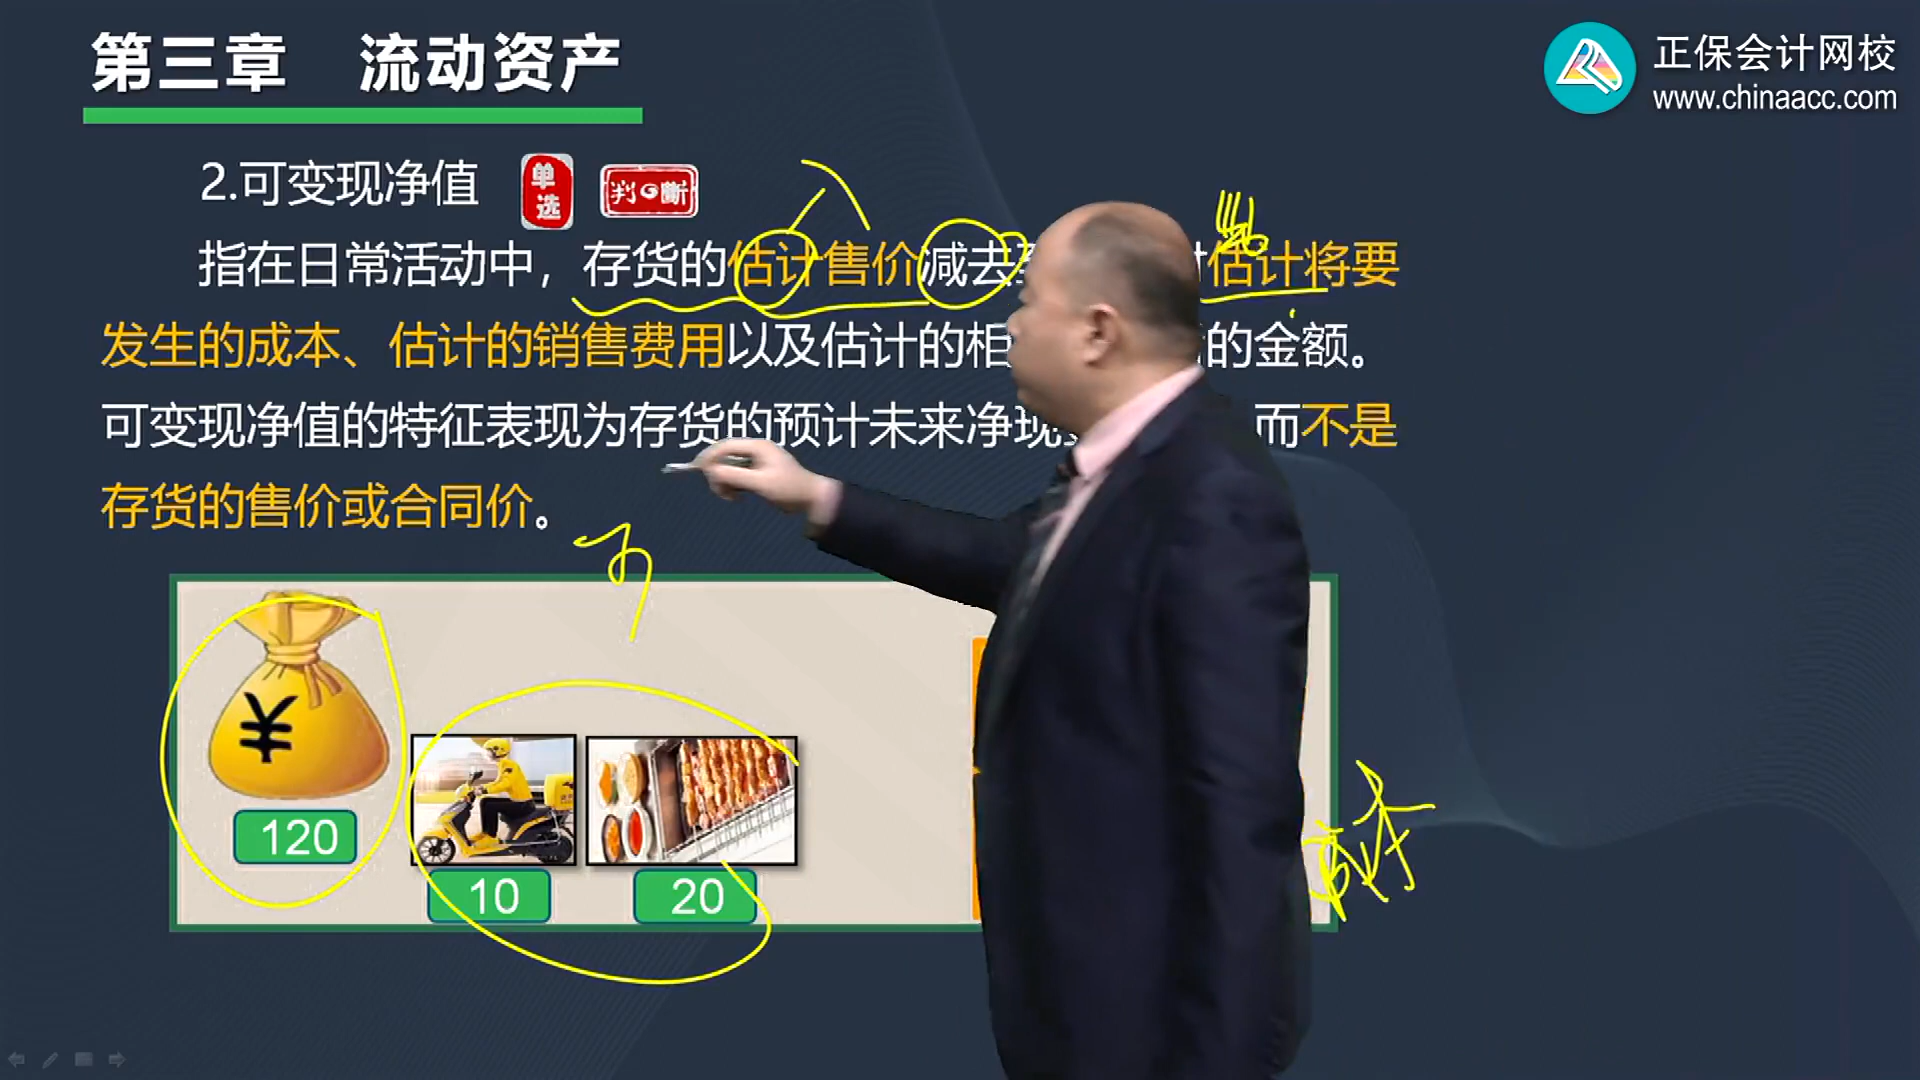 第三章 流动资产
正保会计网校
www.chinaacc.com
2.可变现净值 单选 判断
指在日常活动中，存货的估计售价减去 估计将要
发生的成本、估计的销售费用以及估计的相 的金额。
可变现净值的特征表现为存货的预计未来净现 而不是
存货的售价或合同价。
¥
120
10
20